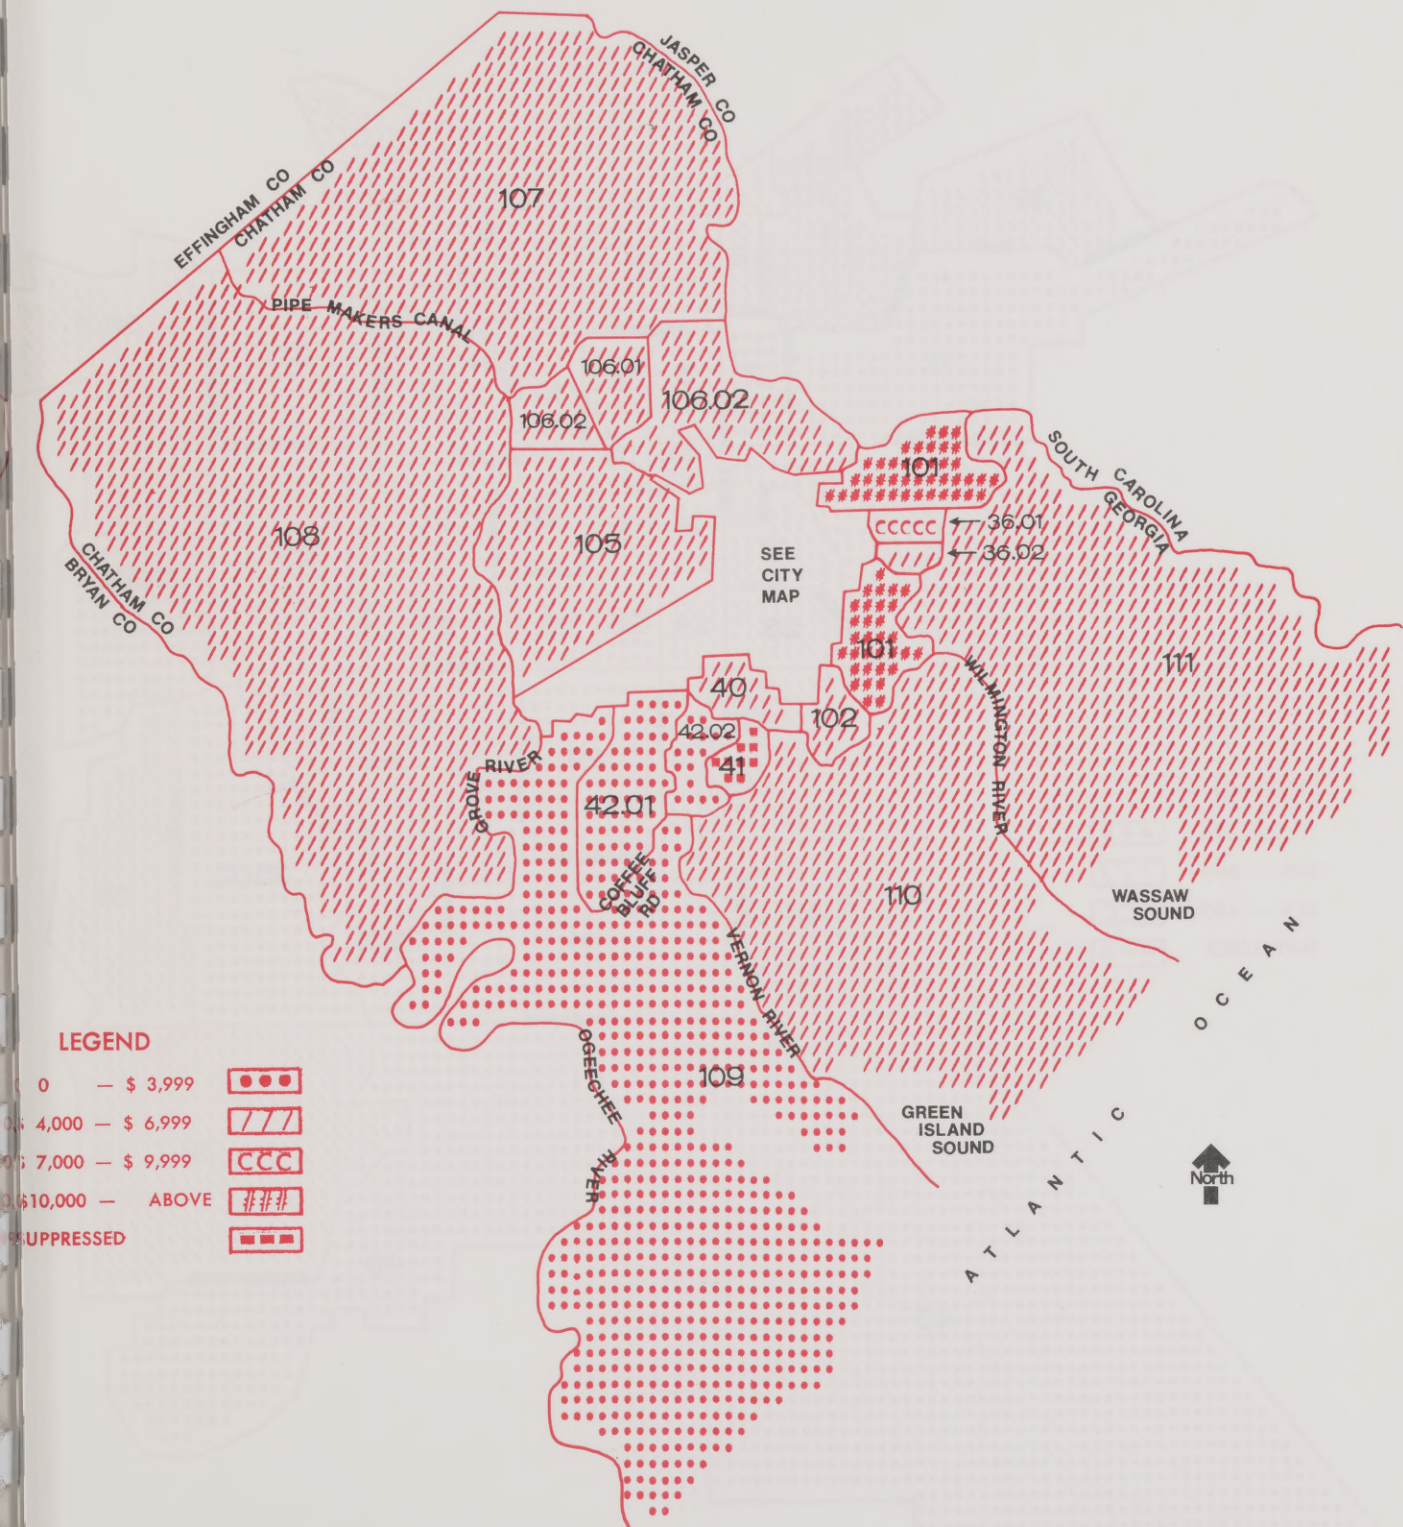 JASPER CO
CHATHAM CO
EFFINGHAM CO
CHATHAM CO
107
PIPE MAKERS CANAL
106.01
106.02
106.02
101
SOUTH CAROLINA
GEORGIA
CCCCC
36.01
36.02
108
105
SEE
CITY
MAP
CHATHAM CO
BRYAN CO
101
111
40
102
WILMINGTON RIVER
42.02
41
GROVE RIVER
42.01
COFFEE
BLUFF
RD
110
WASSAW
SOUND
VERNON RIVER
ATLANTIC OCEAN
OGEECHEE RIVER
109
GREEN
ISLAND
SOUND
North
LEGEND
0 — $ 3,999
4,000 — $ 6,999
7,000 — $ 9,999
CCC
$10,000 — ABOVE
###
SUPPRESSED